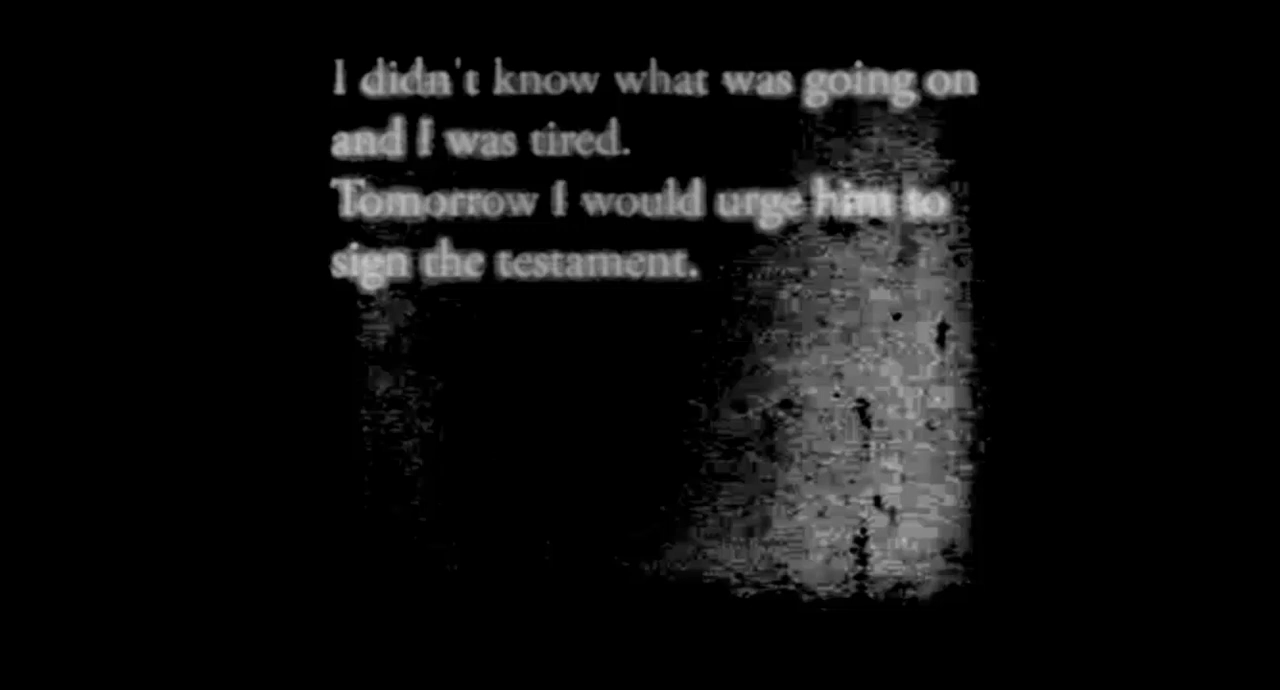 I didn't know what was going on
and I was tired.
Tomorrow I would urge him to
sign the testament.